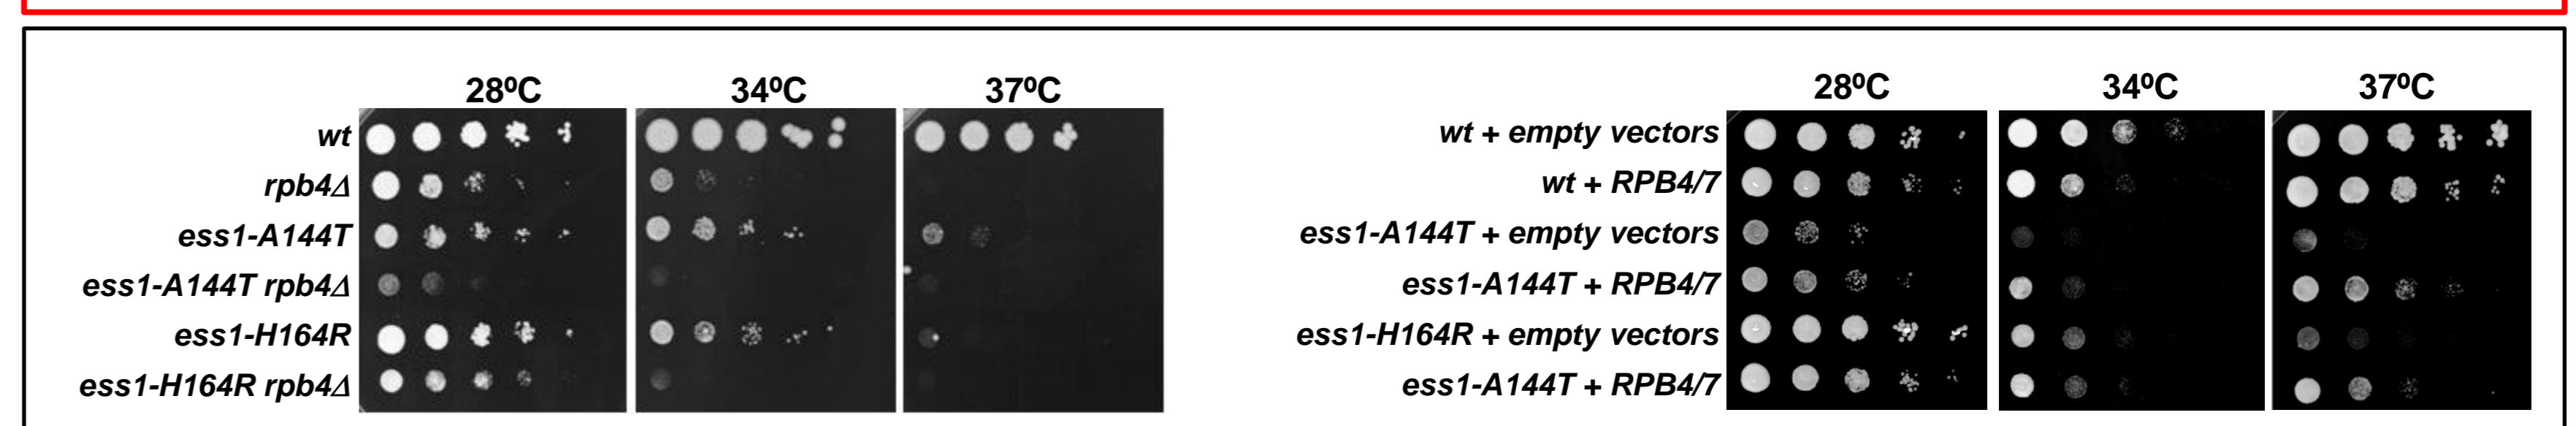 28ºC 34ºC 37ºC
wt
rpb4Δ
ess1-A144T
ess1-A144T rpb4Δ
ess1-H164R
ess1-H164R rpb4Δ
28ºC 34ºC 37ºC
wt + empty vectors
wt + RPB4/7
ess1-A144T + empty vectors
ess1-A144T + RPB4/7
ess1-H164R + empty vectors
ess1-A144T + RPB4/7